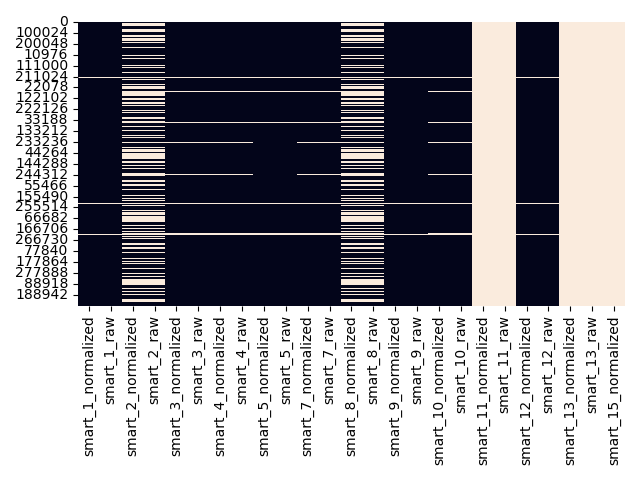 0
100024
200048
10976
111000
211024
22078
122102
222126
33188
133212
233236
44264
144288
244312
55466
155490
255514
66682
166706
266730
77840
177864
277888
88918
188942
smart_1_normalized
smart_1_raw
smart_2_normalized
smart_2_raw
smart_3_normalized
smart_3_raw
smart_4_normalized
smart_4_raw
smart_5_normalized
smart_5_raw
smart_7_normalized
smart_7_raw
smart_8_normalized
smart_8_raw
smart_9_normalized
smart_9_raw
smart_10_normalized
smart_10_raw
smart_11_normalized
smart_11_raw
smart_12_normalized
smart_12_raw
smart_13_normalized
smart_13_raw
smart_15_normalized